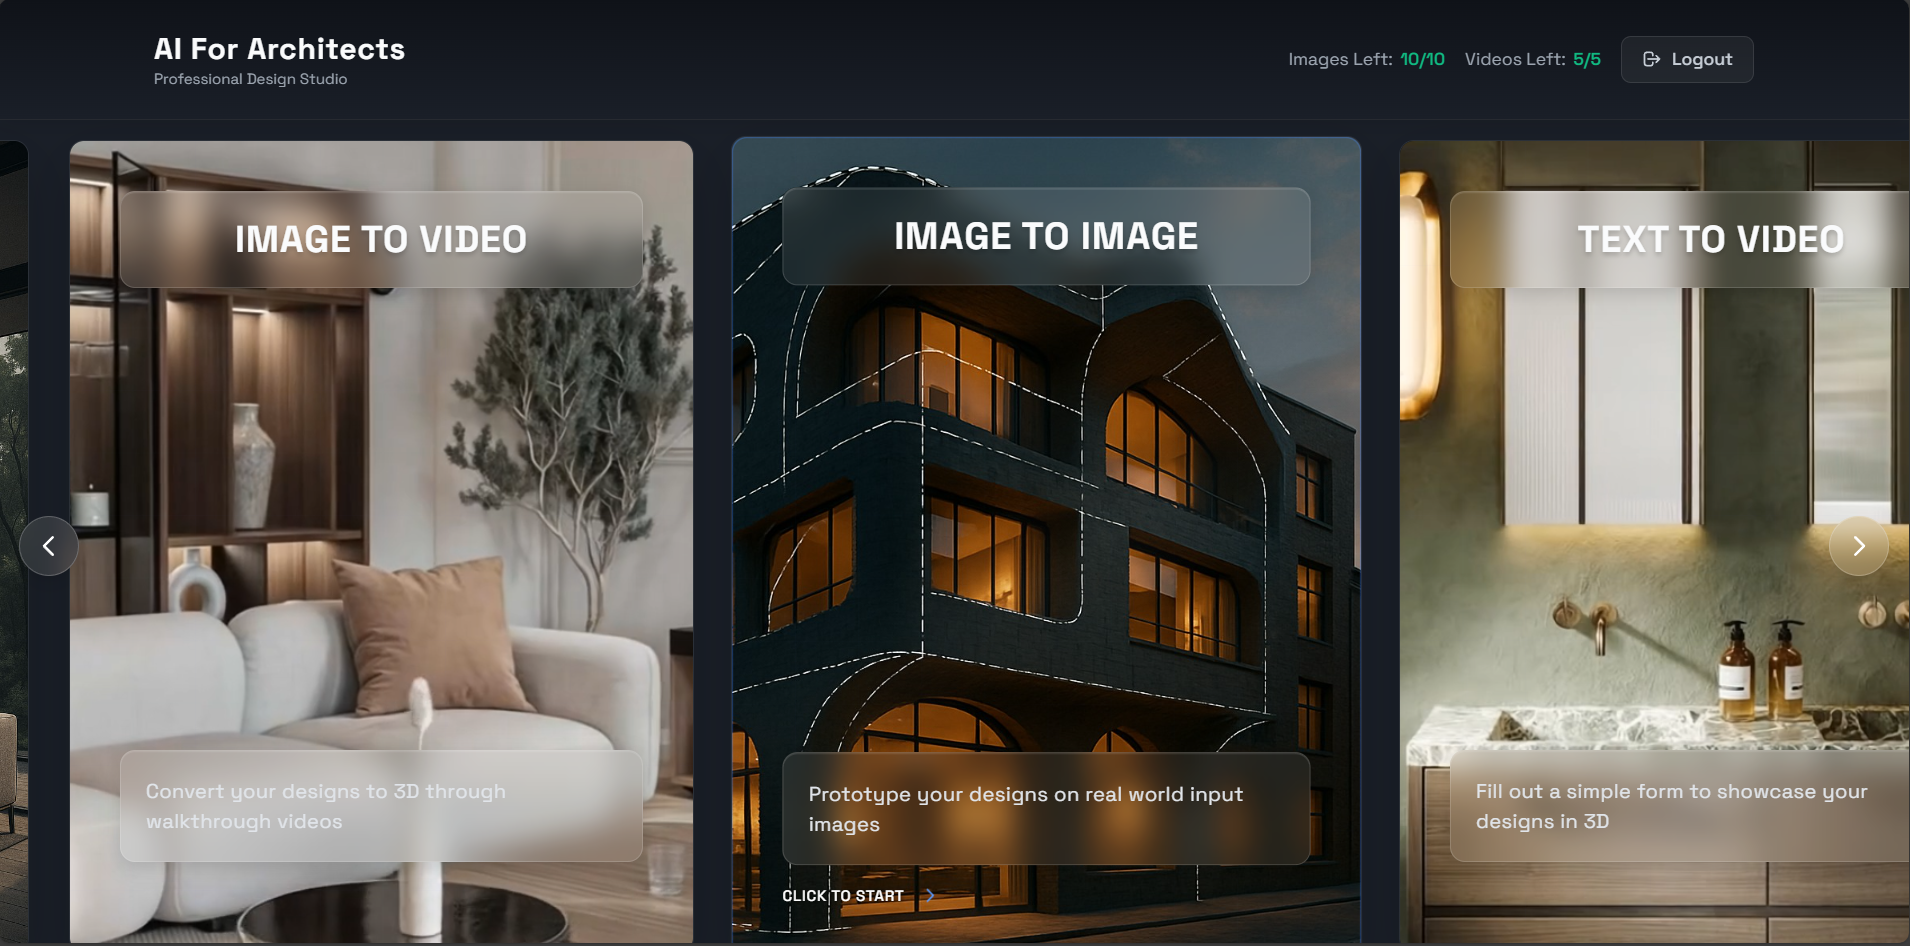 AI For Architects
Professional Design Studio
Images Left: 10/10
Videos Left: 5/5
Logout
IMAGE TO VIDEO
Convert your designs to 3D through
walkthrough videos
IMAGE TO IMAGE
Prototype your designs on real world input
images
CLICK TO START
TEXT TO VIDEO
Fill out a simple form to showcase your
designs in 3D